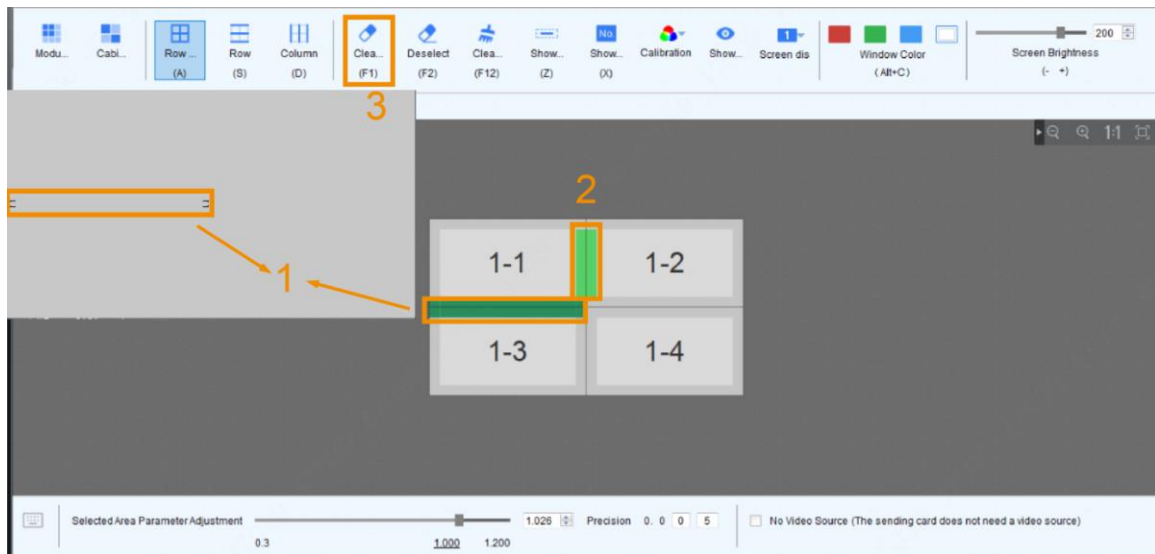 Modu... Cabi... Row ... Row Column Clea... Deselect Clea... Show... Show... Calibration Show... Screen dis Window Color Screen Brightness 200
No.
1
(A) (S) (D) (F1) (F2) (F12) (Z) (X) (Alt+C) (- +)
3
1:1
2
1-1 1-2
1
1-3 1-4
Selected Area Parameter Adjustment 1.026 Precision 0. 0 0 5 No Video Source (The sending card does not need a video source)
0.3 1.000 1.200